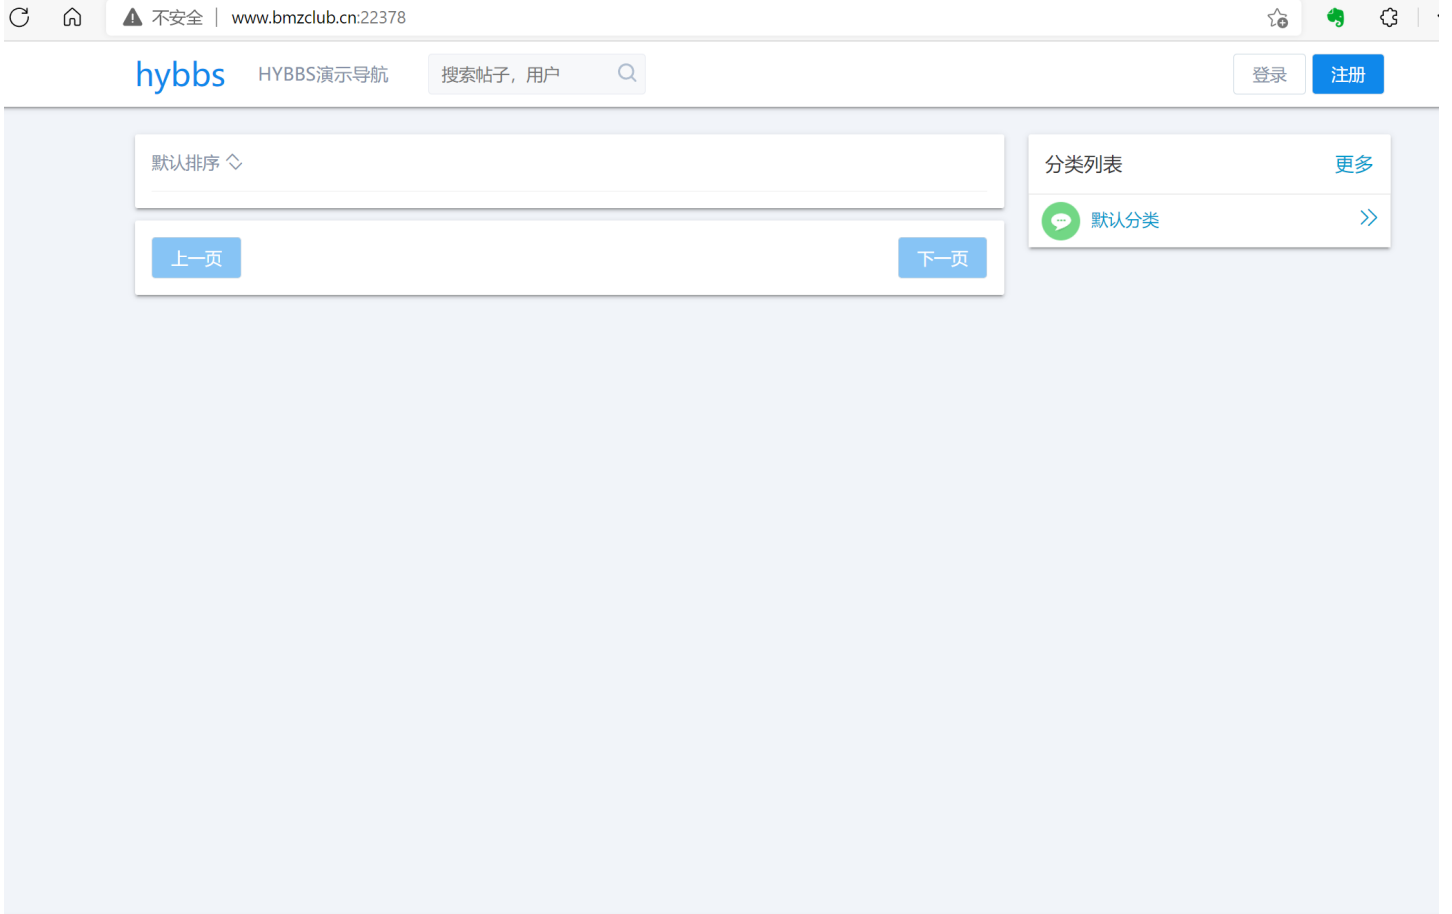 不安全 www.bmzclub.cn:22378
hybbs HYBBS演示导航 搜索帖子，用户 登录 注册
默认排序
上一页 下一页
分类列表 更多
默认分类